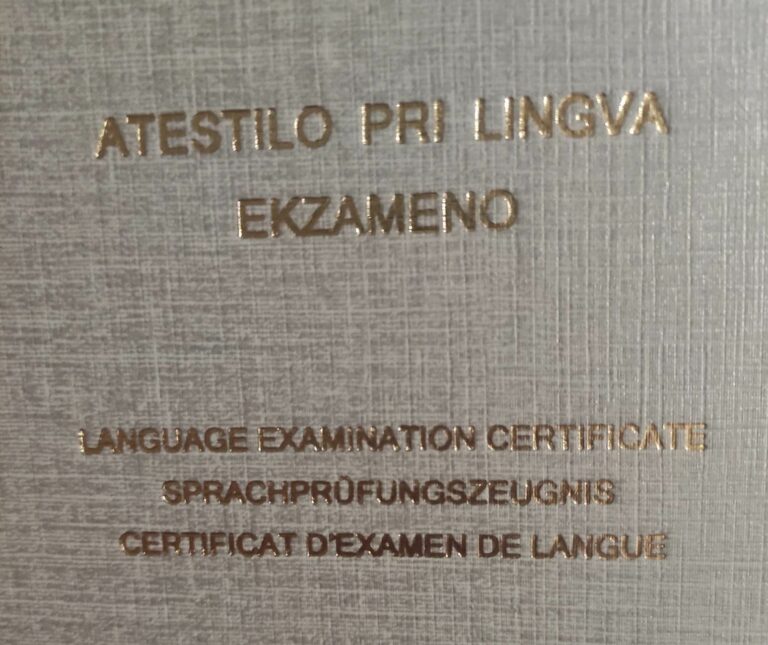 ATESTILO PRI LINGVA
EKZAMENO
LANGUAGE EXAMINATION CERTIFICATE
SPRACHPRÜFUNGSZEUGNIS
CERTIFICAT D'EXAMEN DE LANGUE